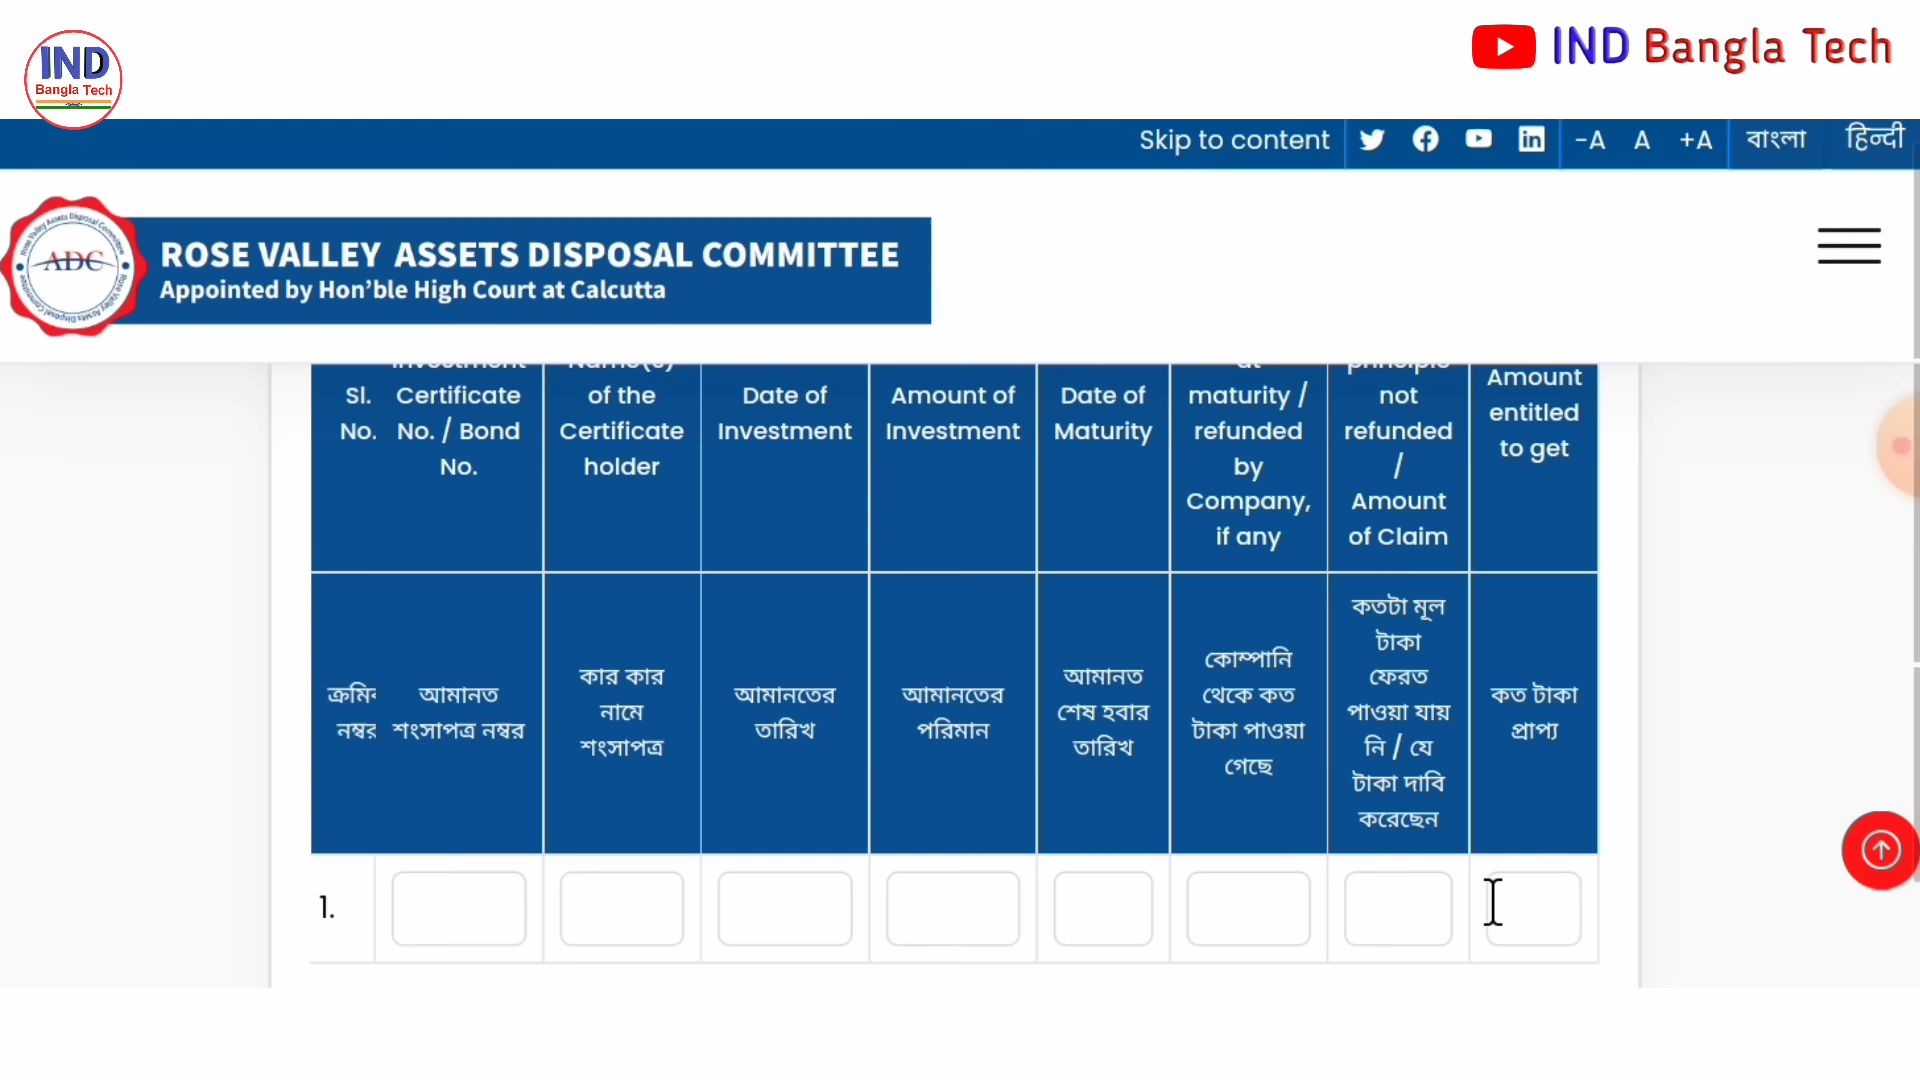 IND
Bangla Tech
IND Bangla Tech
Skip to content
-A A +A
বাংলা
हिन्दी
ADC
ROSE VALLEY ASSETS DISPOSAL COMMITTEE
Appointed by Hon'ble High Court at Calcutta
Sl.
No.
Certificate
No. / Bond
No.
of the
Certificate
holder
Date of
Investment
Amount of
Investment
Date of
Maturity
maturity /
refunded
by
Company,
if any
not
refunded
/
Amount
of Claim
Amount
entitled
to get
নম্বর
আমানত
শংসাপত্র নম্বর
কার কার
নামে
শংসাপত্র
আমানতের
তারিখ
আমানতের
পরিমান
আমানত
শেষ হবার
তারিখ
কোম্পানি
থেকে কত
টাকা পাওয়া
গেছে
কতটা মূল
টাকা
ফেরত
পাওয়া যায়
নি / যে
টাকা দাবি
করেছেন
কত টাকা
প্রাপ্য
1.